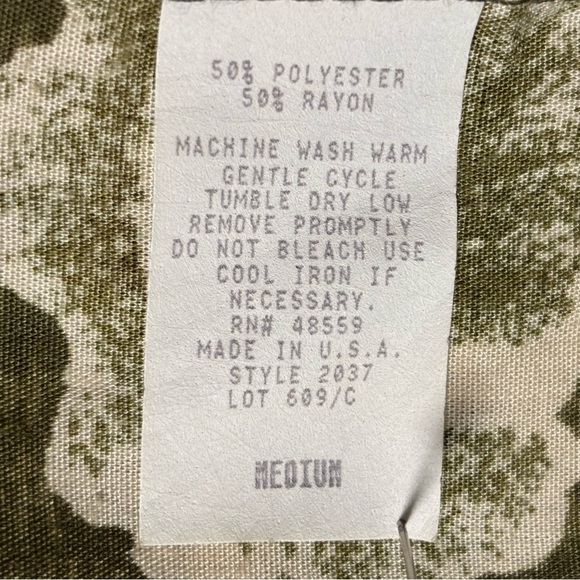 50% POLYESTER
50% RAYON
MACHINE WASH WARM
GENTLE CYCLE
TUMBLE DRY LOW
REMOVE PROMPTLY
DO NOT BLEACH USE
COOL IRON IF
NECESSARY.
RN# 48559
MADE IN U.S.A.
STYLE 2037
LOT 609/C
MEDIUM